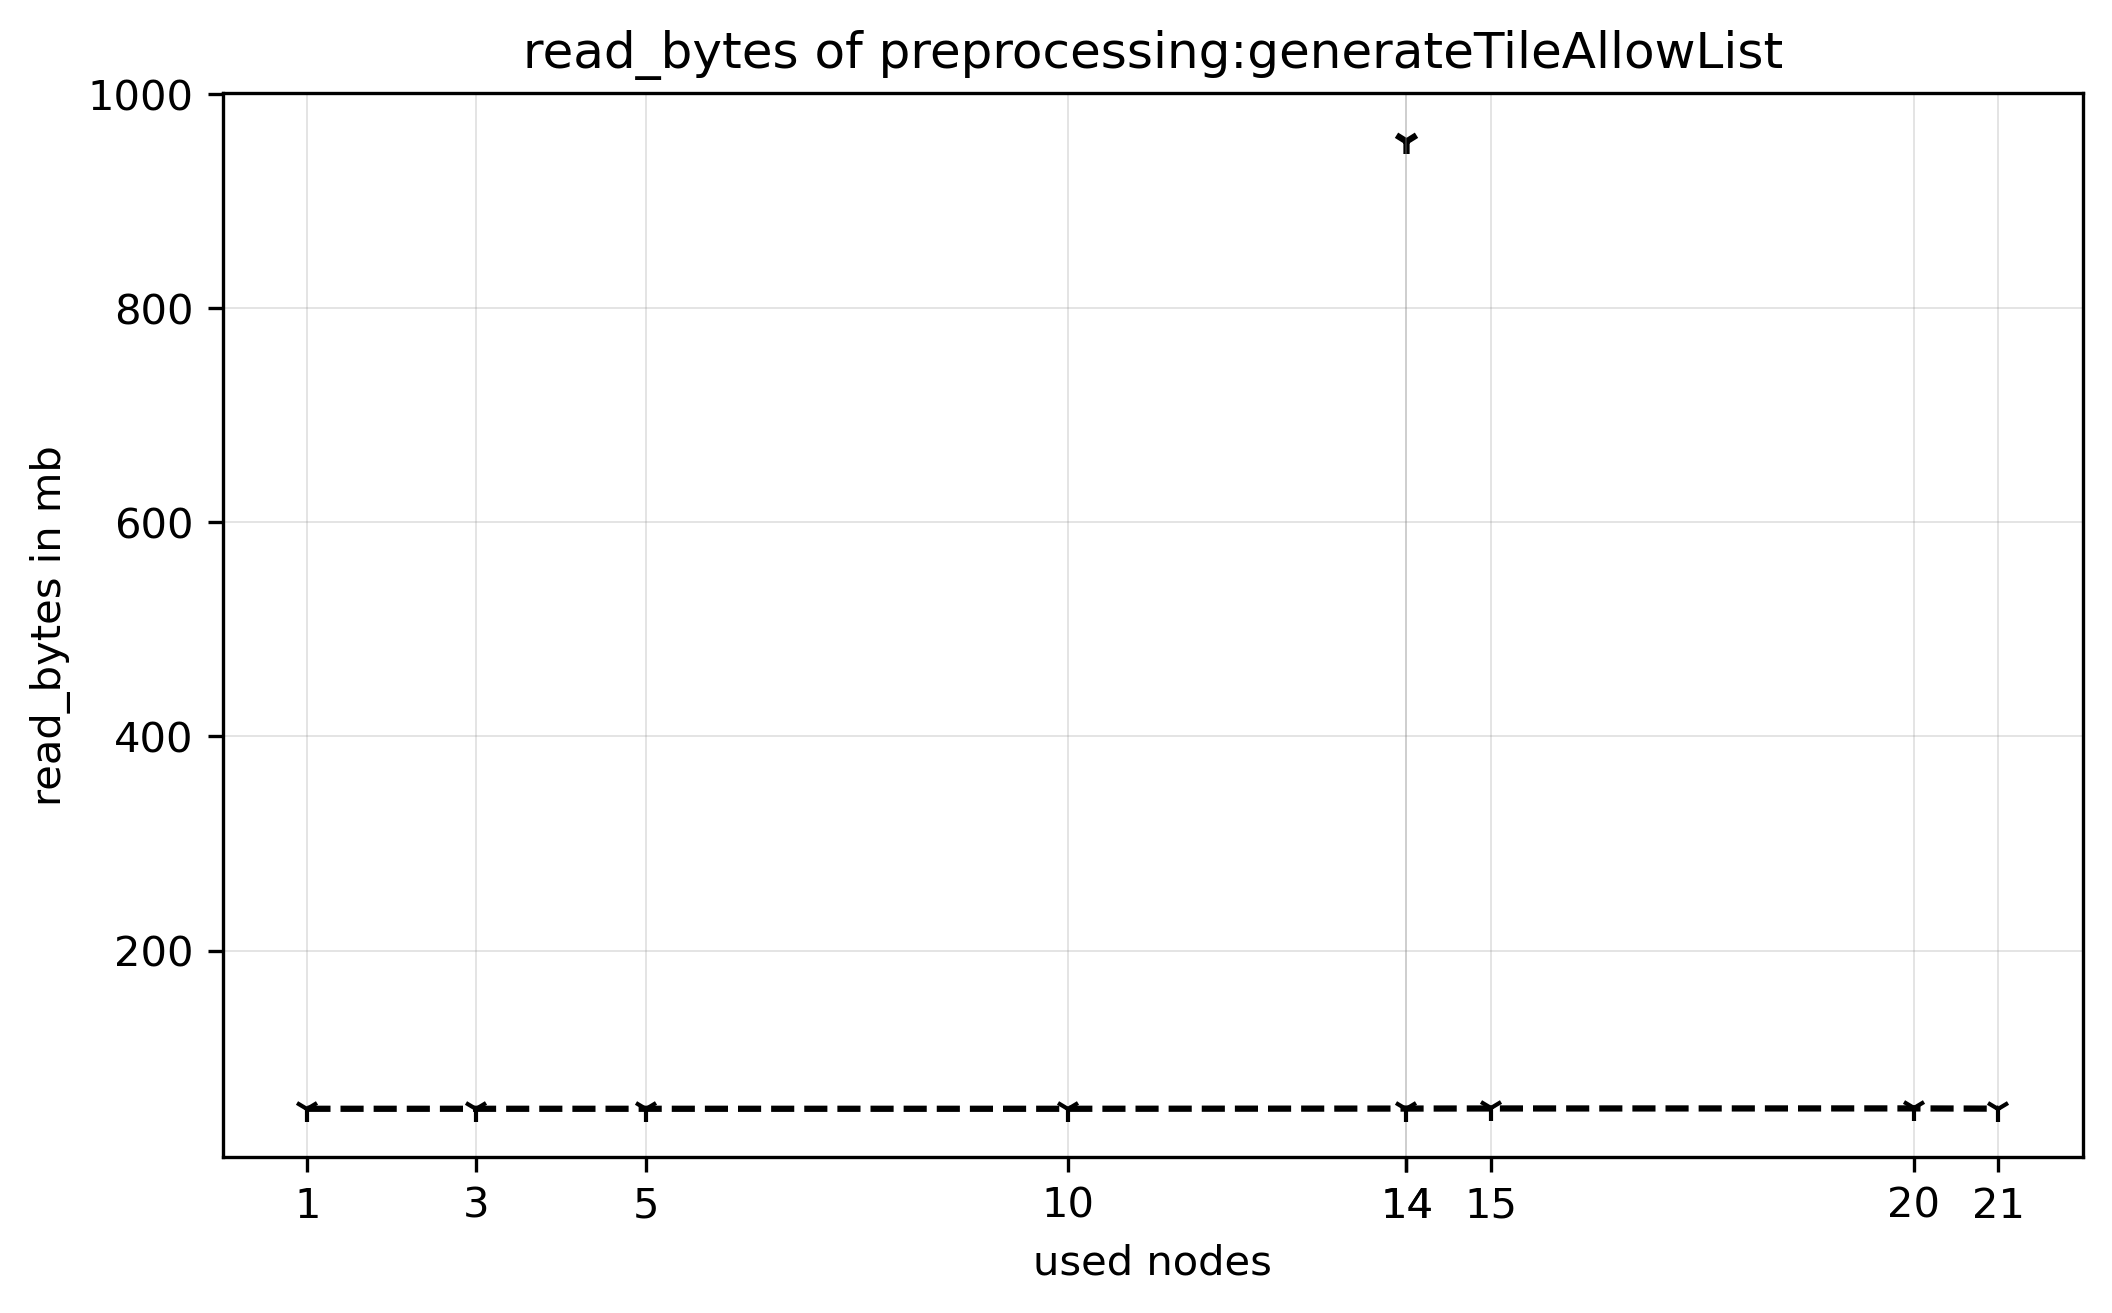 read_bytes of preprocessing:generateTileAllowList
1000
800
600
400
200
read_bytes in mb
1 3 5 10 14 15 20 21
used nodes